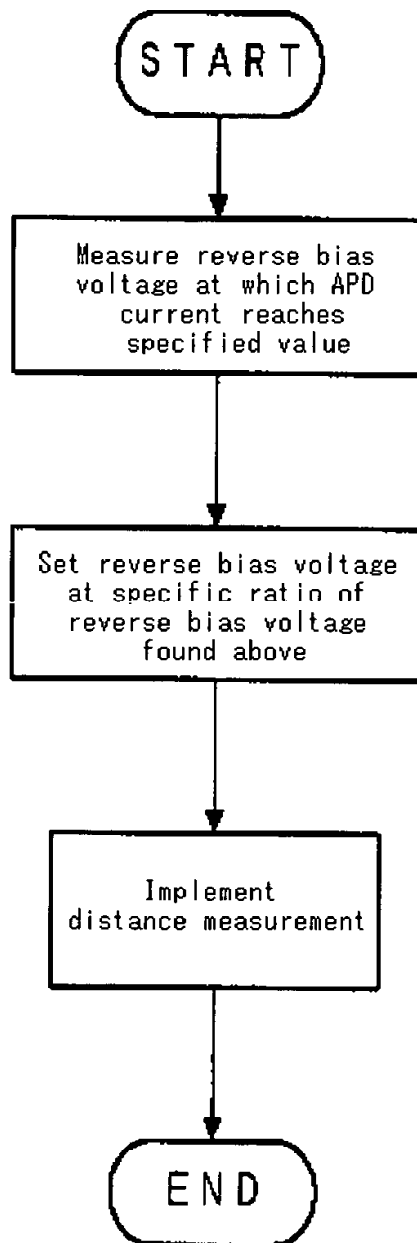 START
Measure reverse bias
voltage at which APD
current reaches
specified value
Set reverse bias voltage
at specific ratio of
reverse bias voltage
found above
Implement
distance measurement
END